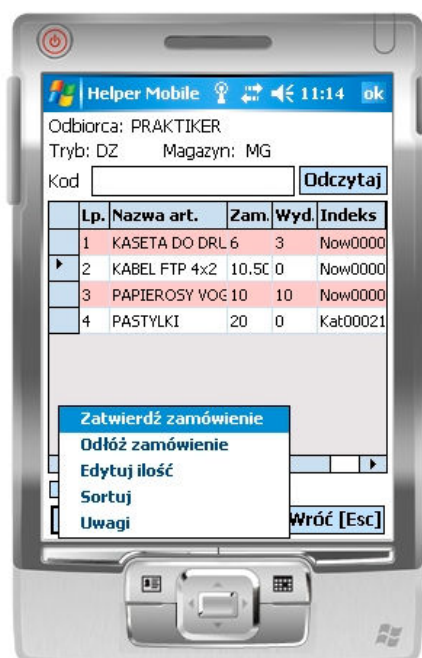 Helper Mobile 11:14 ok
Odbiorca: PRAKTIKER
Tryb: DZ Magazyn: MG
Kod Odczytaj
Lp. Nazwa art. Zam. Wyd. Indeks
1 KASETA DO DRL 6 3 Now0000
2 KABEL FTP 4x2 10.50 0 Now0000
3 PAPIEROSY VOG 10 10 Now0000
4 PASTYLKI 20 0 Kat00021
Zatwierdź zamówienie
Odłóż zamówienie
Edytuj ilość
Sortuj
Uwagi
Wróć [Esc]